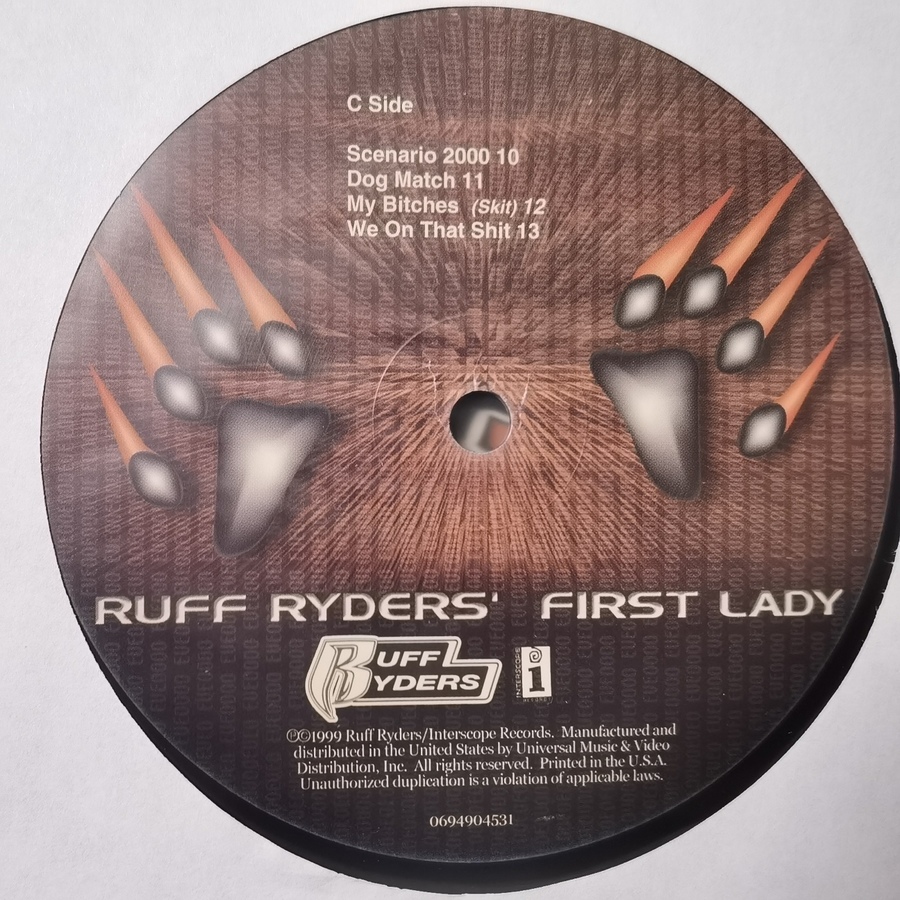 C Side
Scenario 2000 10
Dog Match 11
My Bitches (Skit) 12
We On That Shit 13
RUFF RYDERS' FIRST LADY
RUFF
RYDERS
INTERSCOPE
i
℗©1999 Ruff Ryders/Interscope Records. Manufactured and
distributed in the United States by Universal Music & Video
Distribution, Inc. All rights reserved. Printed in the U.S.A.
Unauthorized duplication is a violation of applicable laws.
0694904531